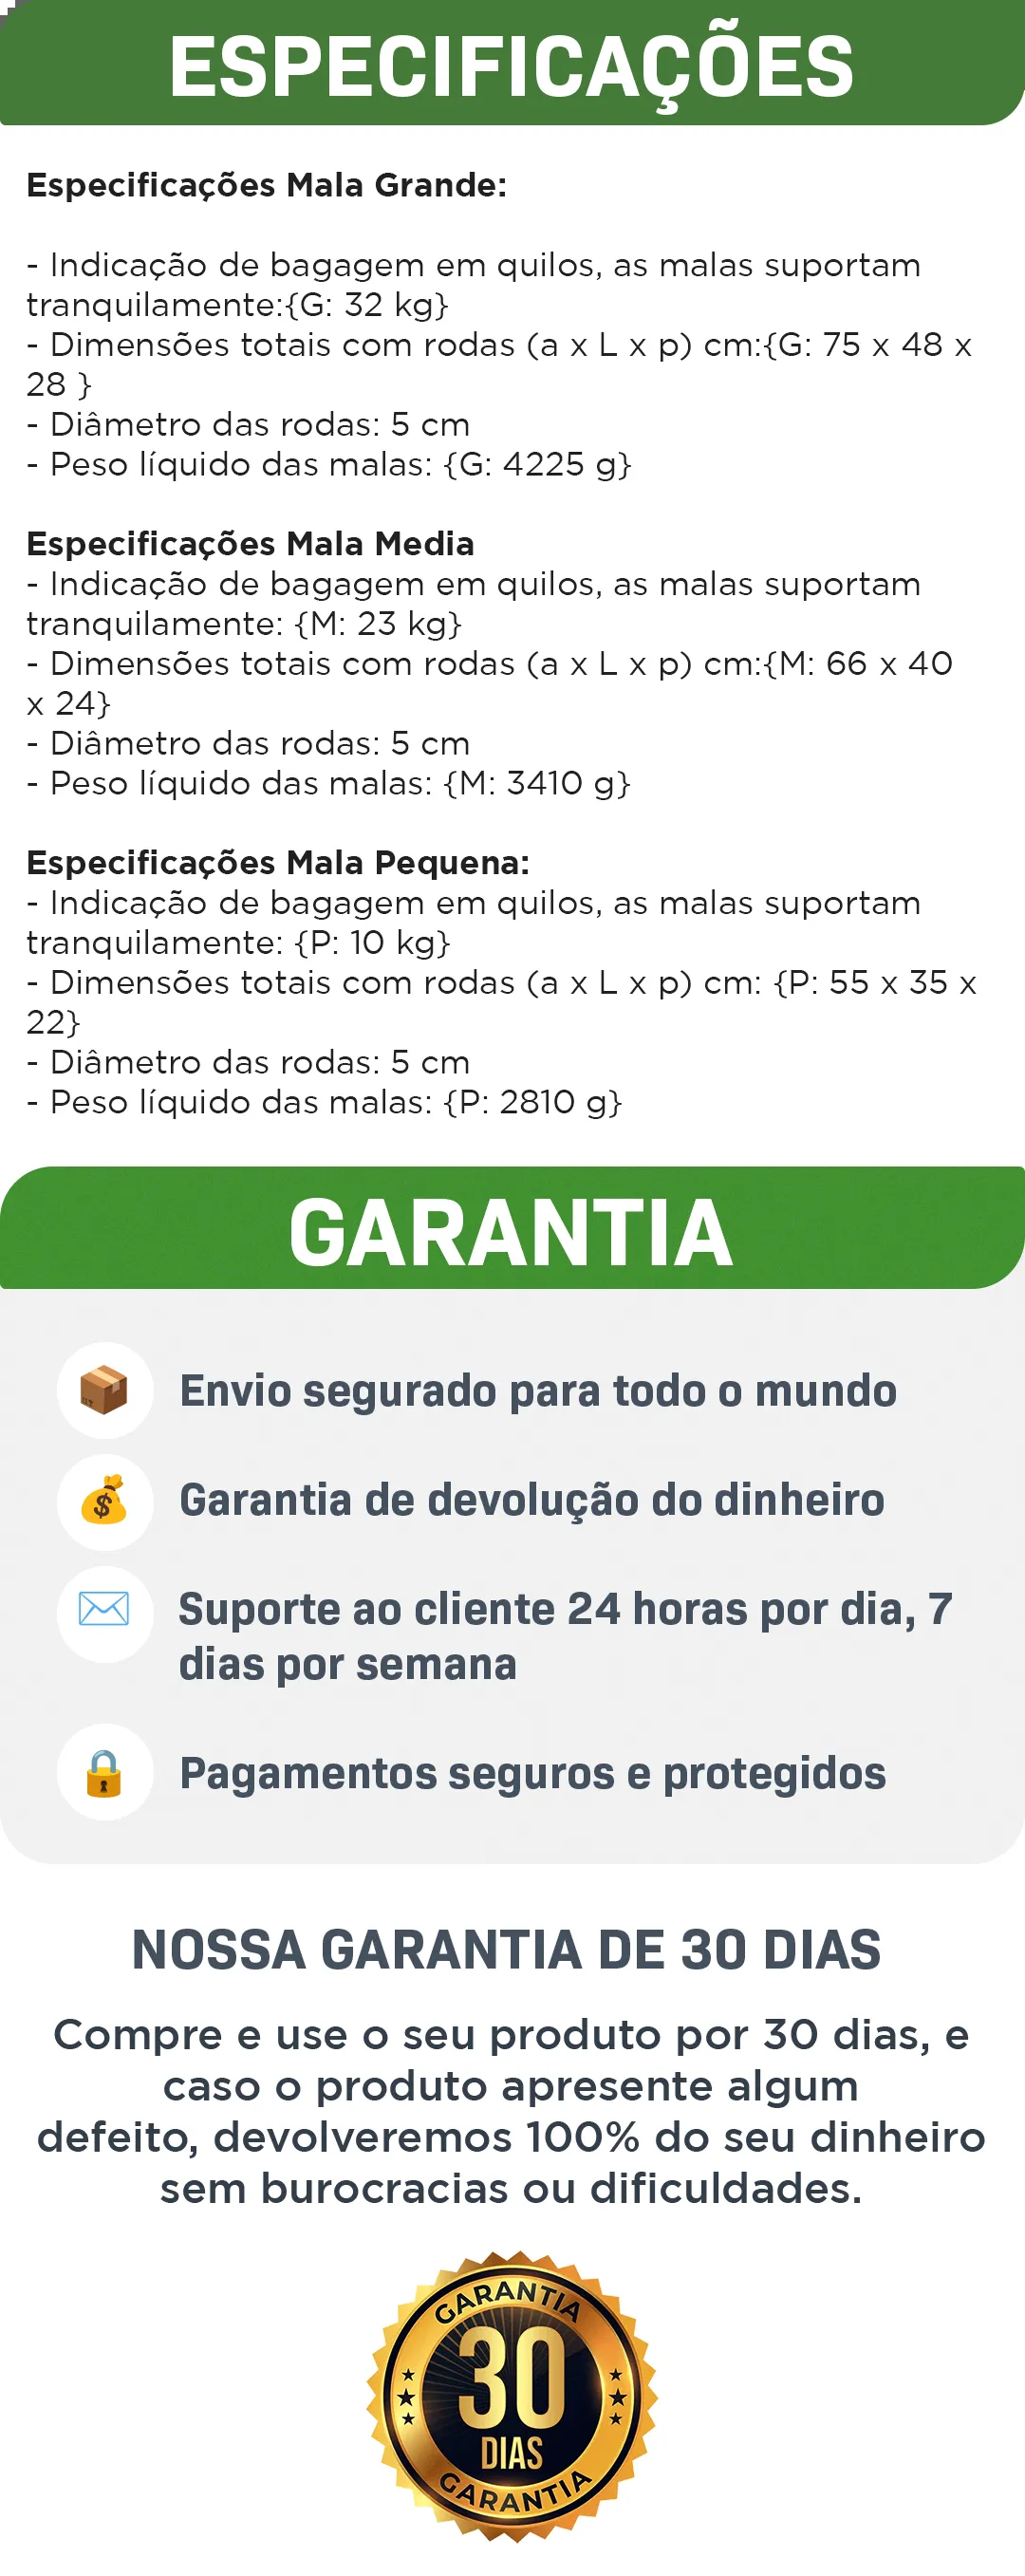 ESPECIFICAÇÕES
Especificações Mala Grande:
- Indicação de bagagem em quilos, as malas suportam
tranquilamente:{G: 32 kg}
- Dimensões totais com rodas (a x L x p) cm:{G: 75 x 48 x
28 }
- Diâmetro das rodas: 5 cm
- Peso líquido das malas: {G: 4225 g}
Especificações Mala Media
- Indicação de bagagem em quilos, as malas suportam
tranquilamente: {M: 23 kg}
- Dimensões totais com rodas (a x L x p) cm:{M: 66 x 40
x 24}
- Diâmetro das rodas: 5 cm
- Peso líquido das malas: {M: 3410 g}
Especificações Mala Pequena:
- Indicação de bagagem em quilos, as malas suportam
tranquilamente: {P: 10 kg}
- Dimensões totais com rodas (a x L x p) cm: {P: 55 x 35 x
22}
- Diâmetro das rodas: 5 cm
- Peso líquido das malas: {P: 2810 g}
GARANTIA
Envio segurado para todo o mundo
Garantia de devolução do dinheiro
Suporte ao cliente 24 horas por dia, 7
dias por semana
Pagamentos seguros e protegidos
NOSSA GARANTIA DE 30 DIAS
Compre e use o seu produto por 30 dias, e
caso o produto apresente algum
defeito, devolveremos 100% do seu dinheiro
sem burocracias ou dificuldades.
GARANTIA
30
DIAS
GARANTIA